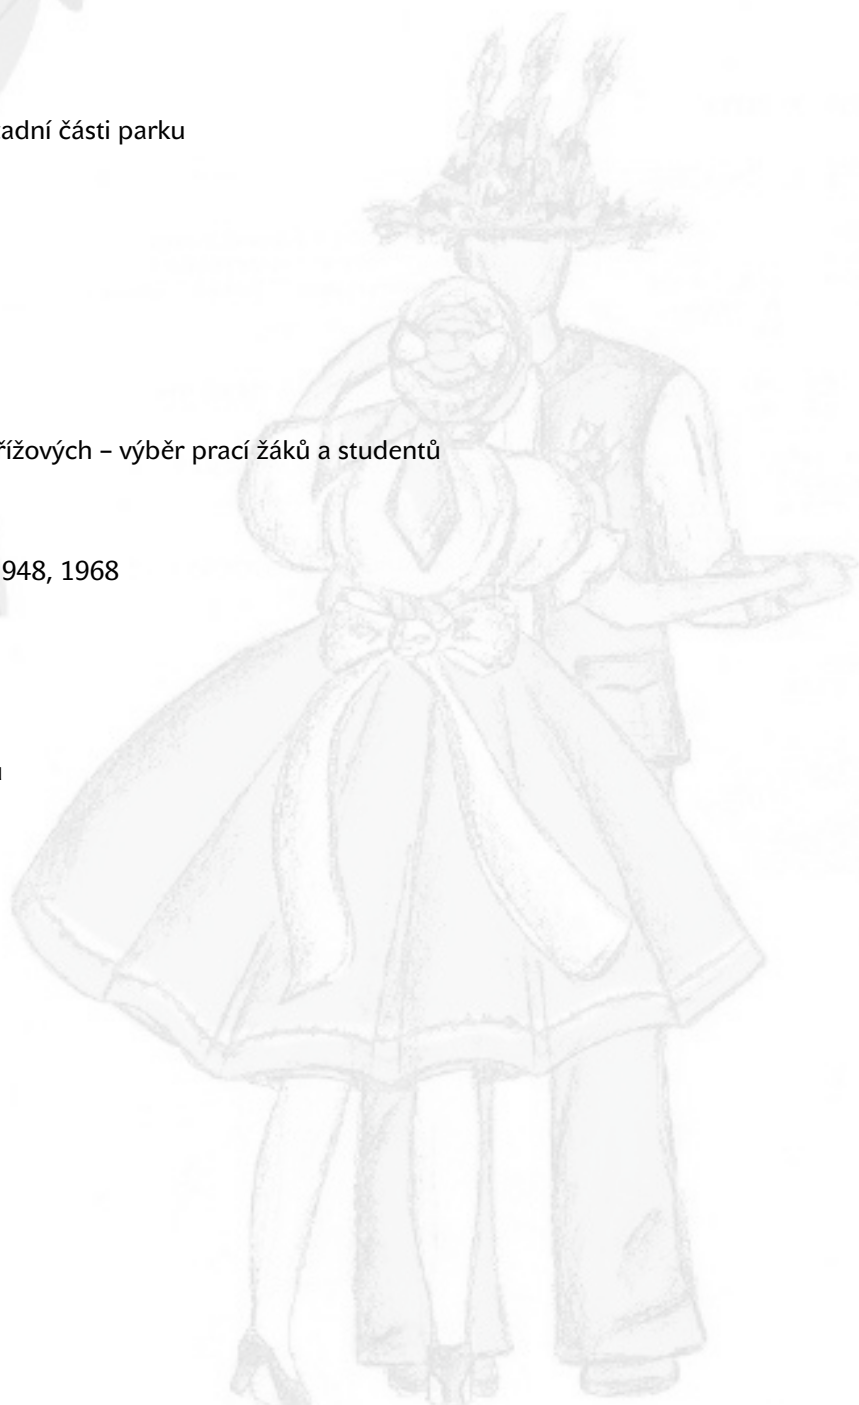 adní části parku
řížových – výběr prací žáků a studentů
948, 1968